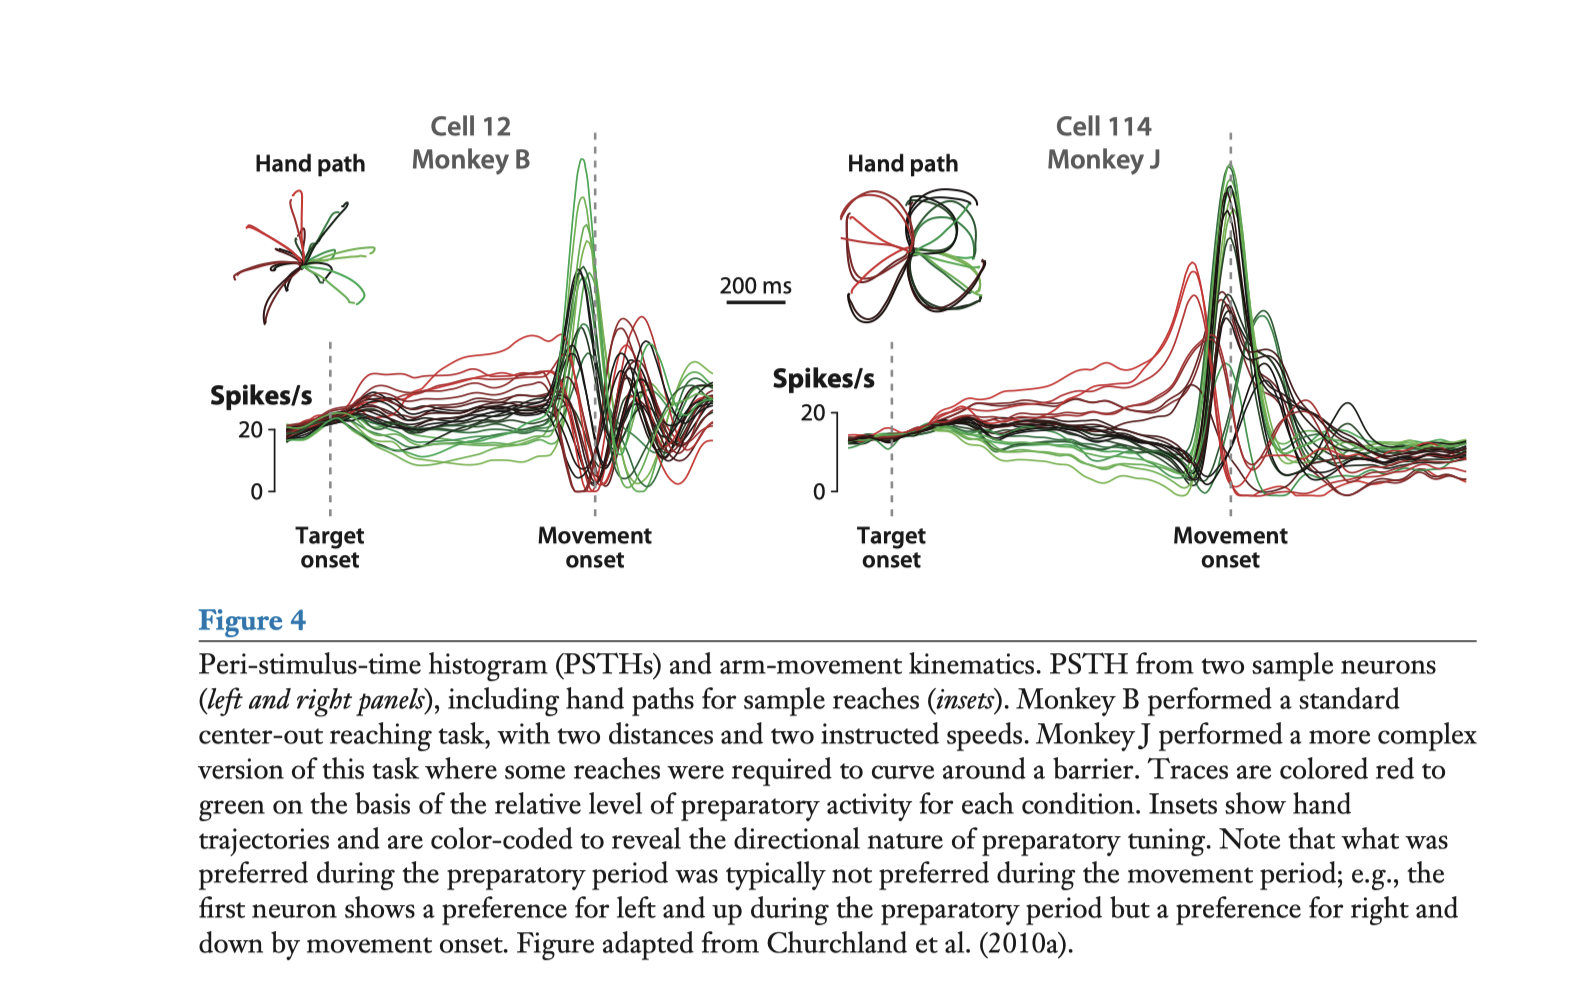 Cell 12
Monkey B
Hand path
Spikes/s
20
0
Target
onset
Movement
onset
200 ms
Cell 114
Monkey J
Hand path
Spikes/s
20
0
Target
onset
Movement
onset
Figure 4
Peri-stimulus-time histogram (PSTHs) and arm-movement kinematics. PSTH from two sample neurons
(left and right panels), including hand paths for sample reaches (insets). Monkey B performed a standard
center-out reaching task, with two distances and two instructed speeds. Monkey J performed a more complex
version of this task where some reaches were required to curve around a barrier. Traces are colored red to
green on the basis of the relative level of preparatory activity for each condition. Insets show hand
trajectories and are color-coded to reveal the directional nature of preparatory tuning. Note that what was
preferred during the preparatory period was typically not preferred during the movement period; e.g., the
first neuron shows a preference for left and up during the preparatory period but a preference for right and
down by movement onset. Figure adapted from Churchland et al. (2010a).